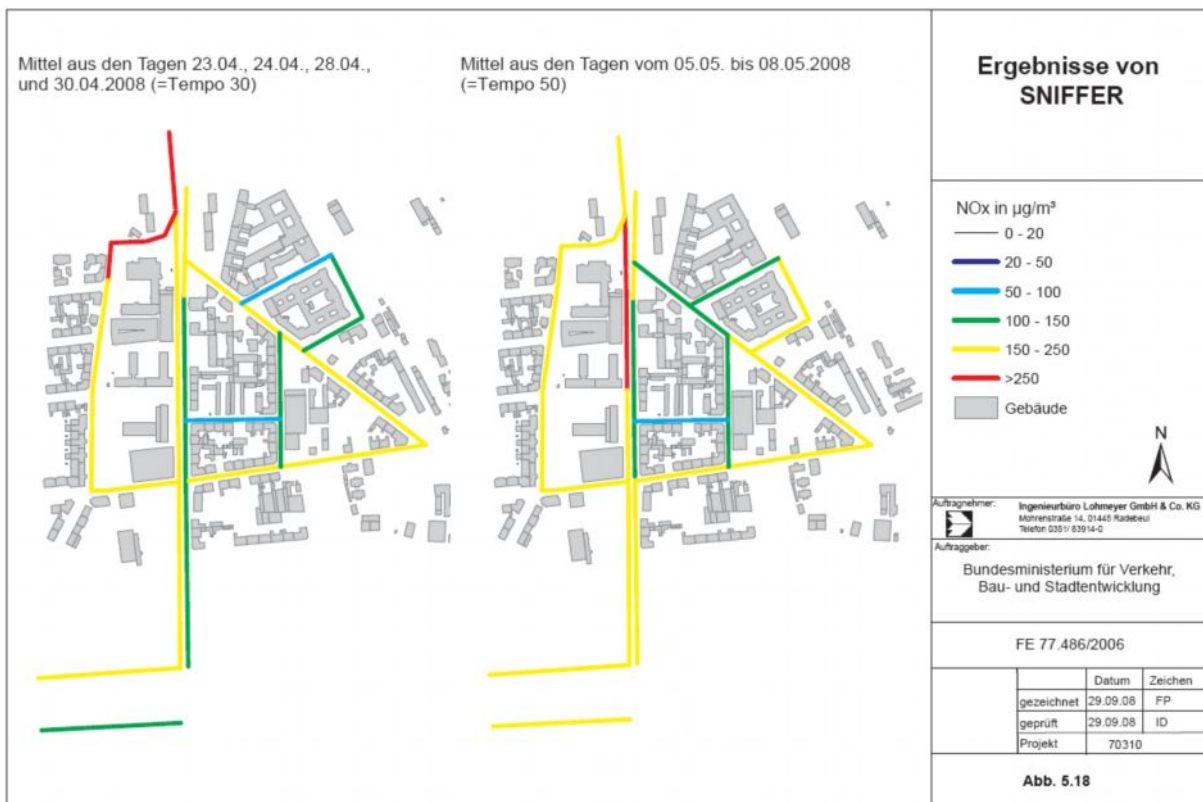 Mittel aus den Tagen 23.04., 24.04., 28.04.,
und 30.04.2008 (=Tempo 30)
Mittel aus den Tagen vom 05.05. bis 08.05.2008
(=Tempo 50)
Ergebnisse von
SNIFFER
NOx in µg/m³
0 - 20
20 - 50
50 - 100
100 - 150
150 - 250
>250
Gebäude
N
Auftragnehmer:
Ingenieurbüro Lohmeyer GmbH & Co. KG
Mohrenstraße 14, 01445 Radebeul
Telefon 0351/ 83914-0
Auftraggeber:
Bundesministerium für Verkehr,
Bau- und Stadtentwicklung
FE 77.486/2006
Datum Zeichen
gezeichnet 29.09.08 FP
geprüft 29.09.08 ID
Projekt 70310
Abb. 5.18